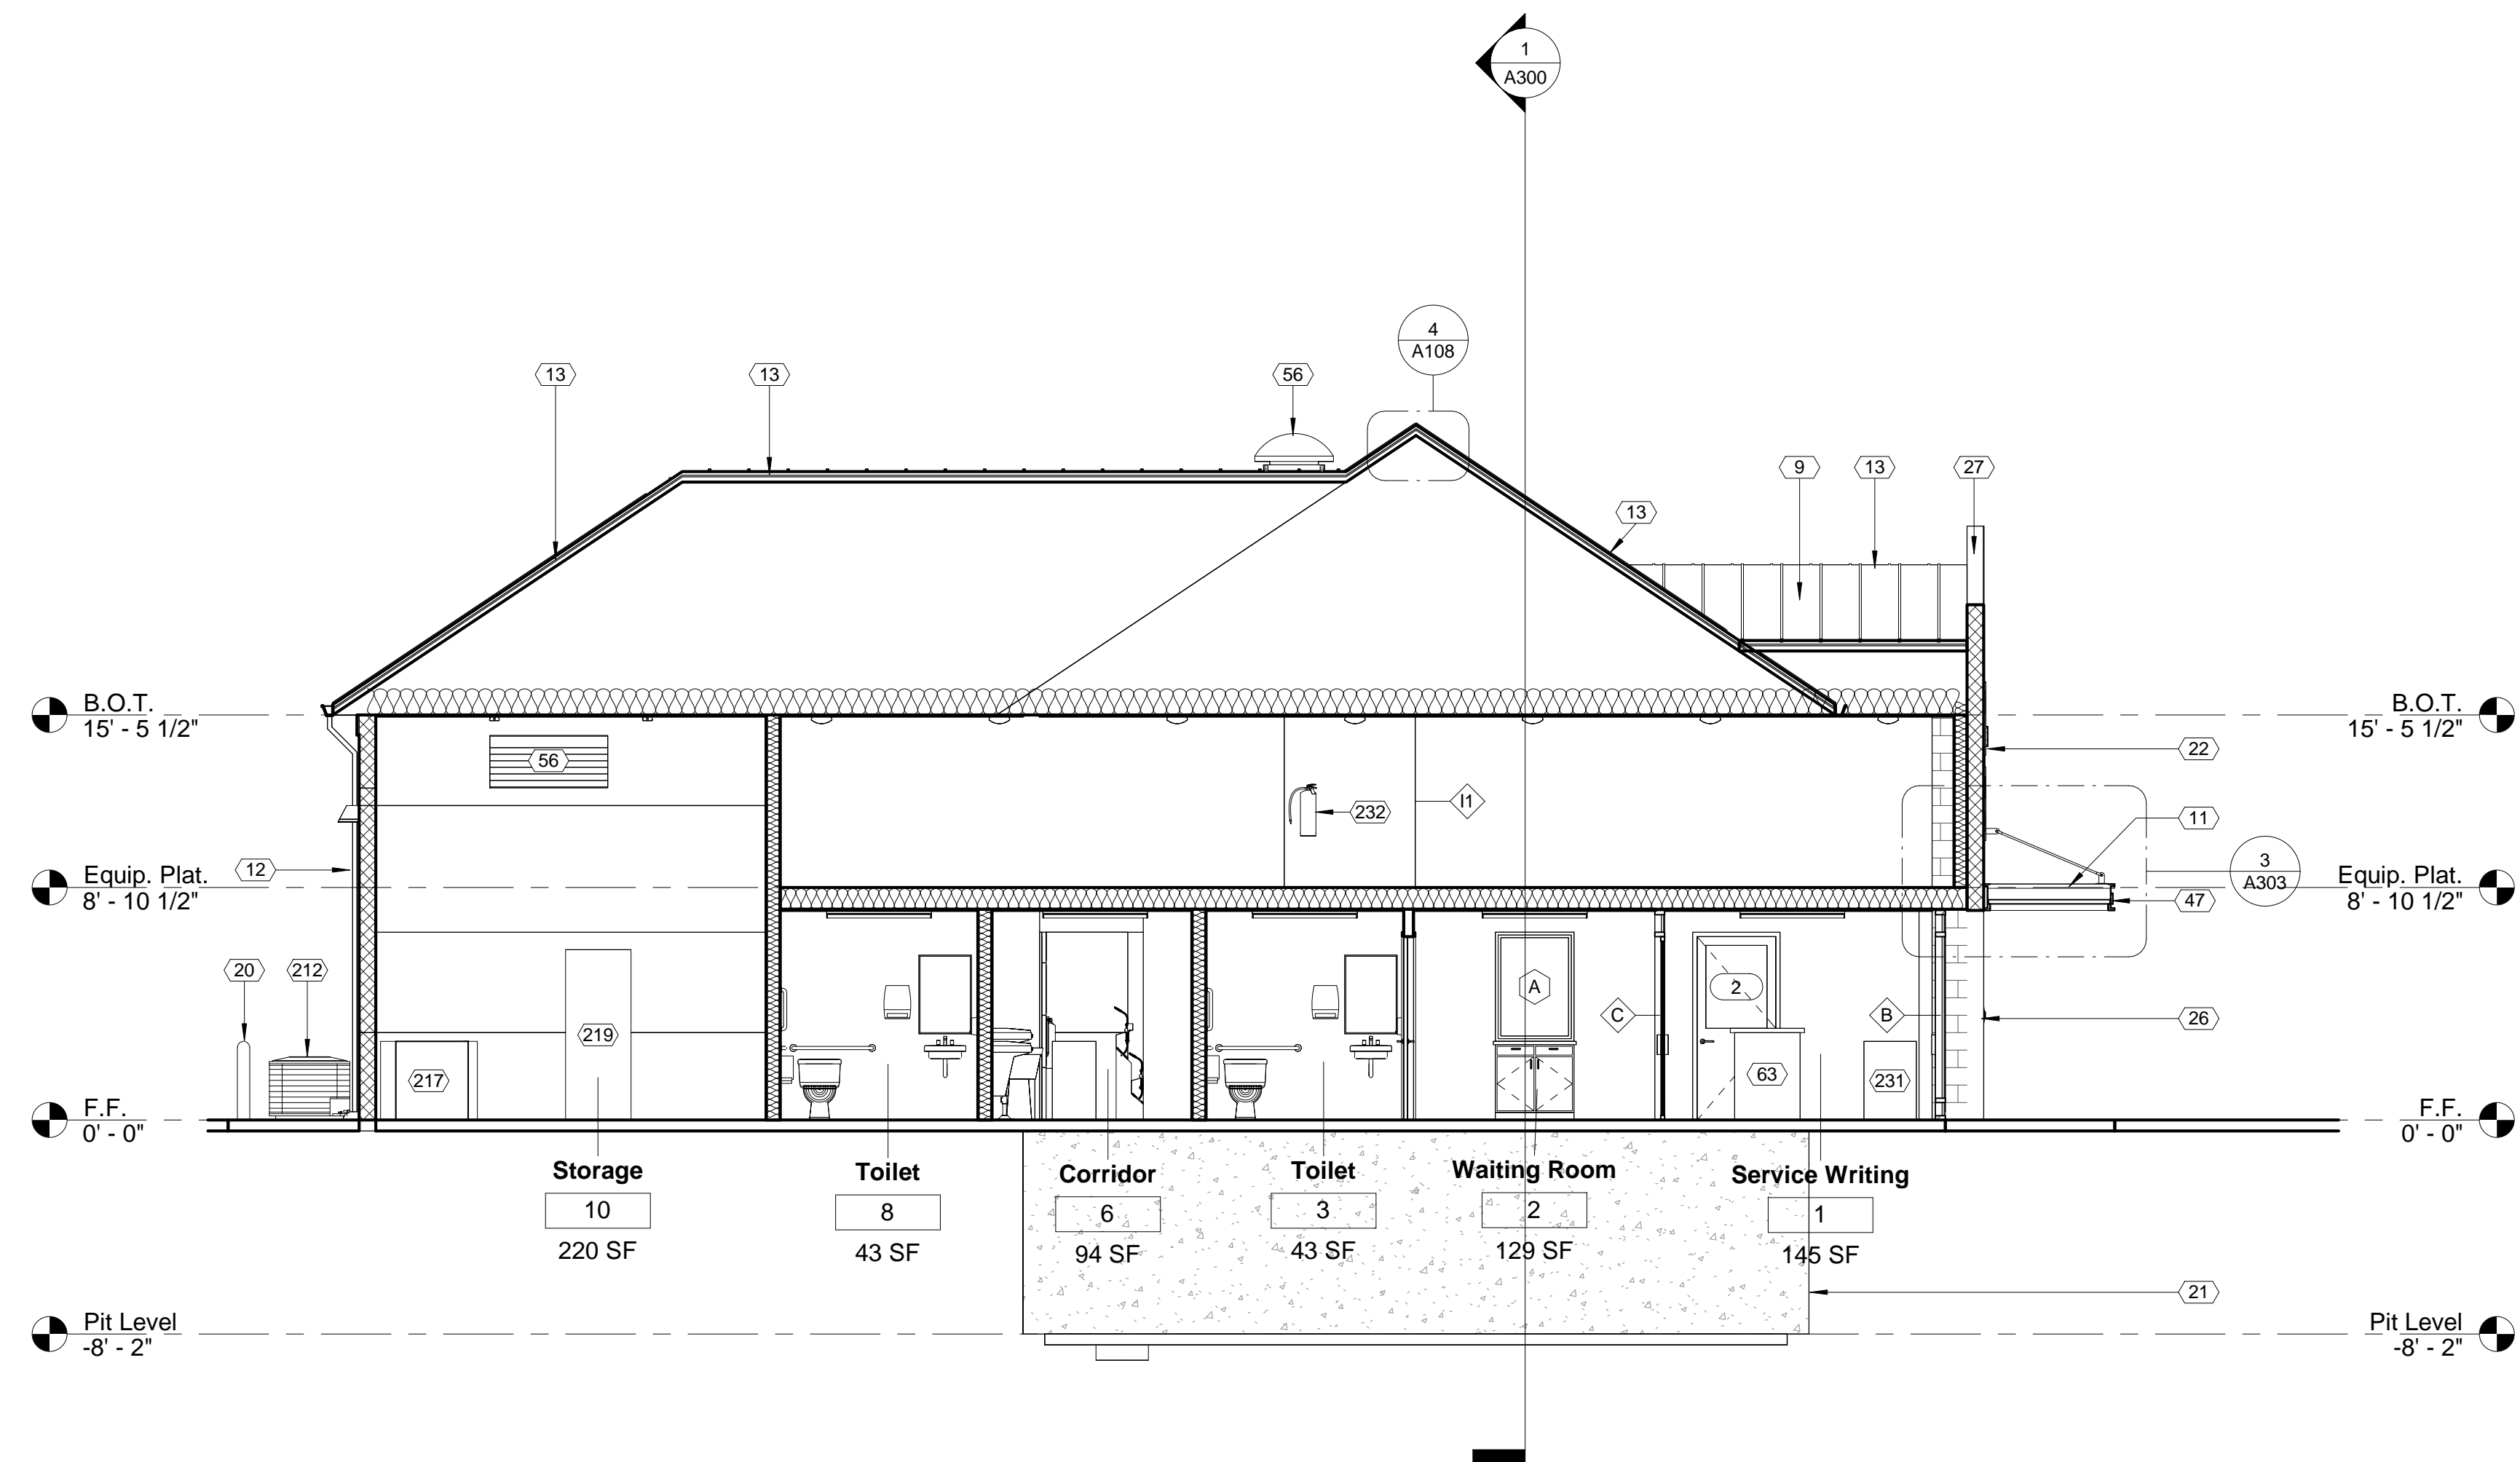 1
A300
4
A108
13
13
56
9
13
27
13
B.O.T.
15' - 5 1/2"
B.O.T.
15' - 5 1/2"
22
56
232
I1
11
12
Equip. Plat.
8' - 10 1/2"
3
A303
Equip. Plat.
8' - 10 1/2"
47
20
212
A
2
C
B
26
219
217
63
231
F.F.
0' - 0"
F.F.
0' - 0"
Storage
10
220 SF
Toilet
8
43 SF
Corridor
6
94 SF
Toilet
3
43 SF
Waiting Room
2
129 SF
Service Writing
1
145 SF
21
Pit Level
-8' - 2"
Pit Level
-8' - 2"